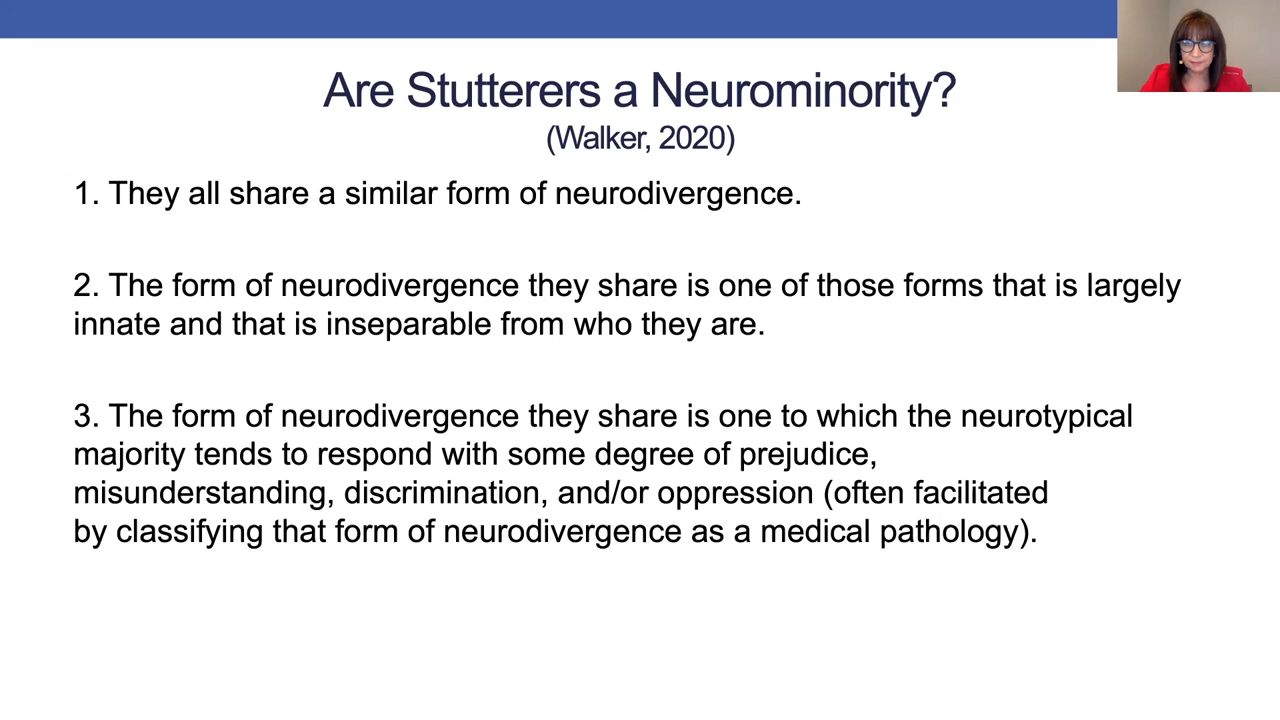 Are Stutterers a Neurominority?
(Walker, 2020)
1. They all share a similar form of neurodivergence.
2. The form of neurodivergence they share is one of those forms that is largely
innate and that is inseparable from who they are.
3. The form of neurodivergence they share is one to which the neurotypical
majority tends to respond with some degree of prejudice,
misunderstanding, discrimination, and/or oppression (often facilitated
by classifying that form of neurodivergence as a medical pathology).